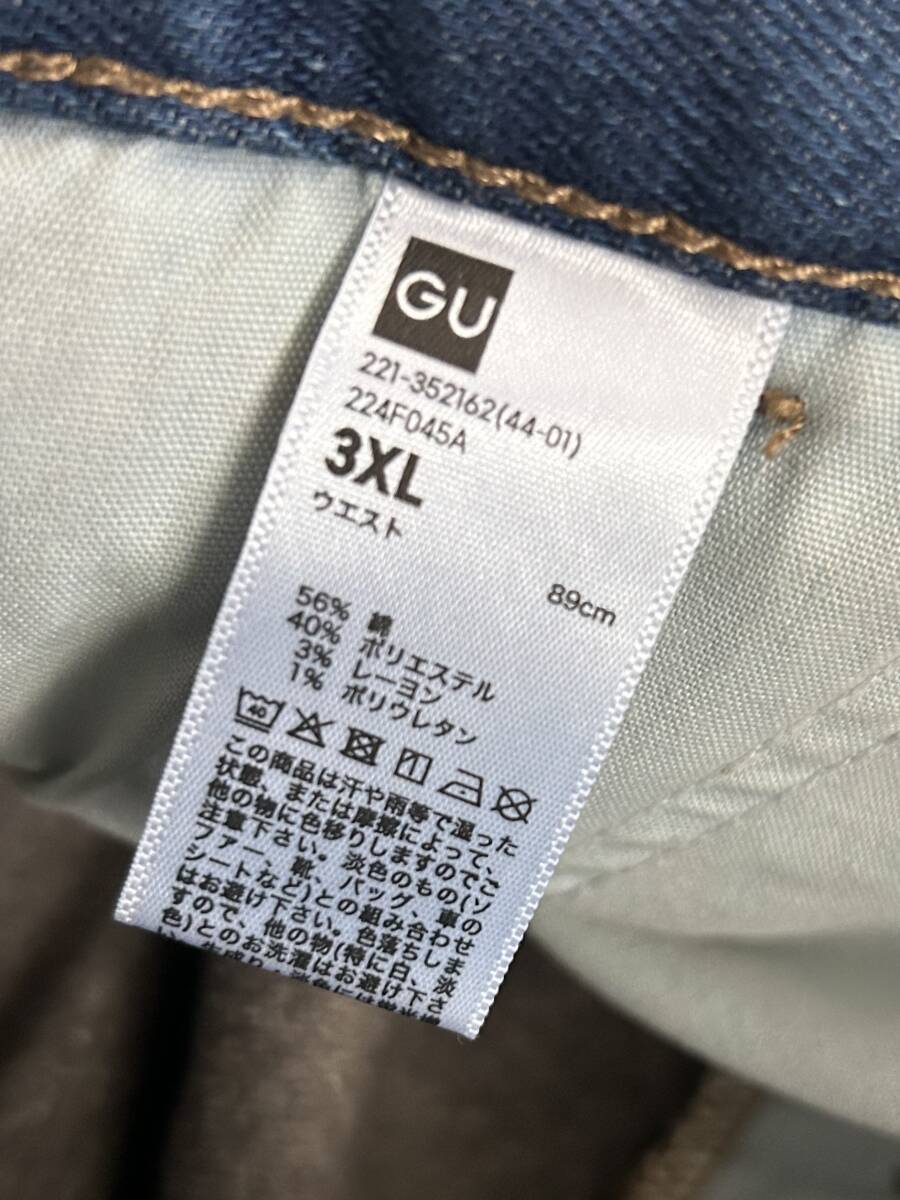 GU
221-352162(44-01)
224F045A
3XL
ウエスト
89cm
56% 綿
40% ポリエステル
3% レーヨン
1% ポリウレタン
40
この商品は汗や雨等で湿った
状態、または摩擦によって、
他の物に色移りしますのでご
注意下さい。淡色のもの(ソ
ファー、靴、バッグ、車の
シートなど)との組み合わせ
はお避け下さい。色落ちしま
すので、他の物(特に白、淡
色)とのお洗濯はお避け下さ